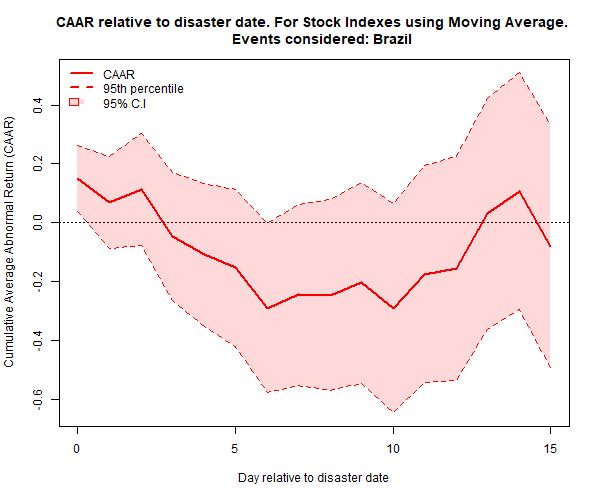 CAAR relative to disaster date. For Stock Indexes using Moving Average.
Events considered: Brazil
CAAR
95th percentile
95% C.I
Cumulative Average Abnormal Return (CAAR)
0.4
0.2
0.0
-0.2
-0.4
-0.6
0
5
10
15
Day relative to disaster date